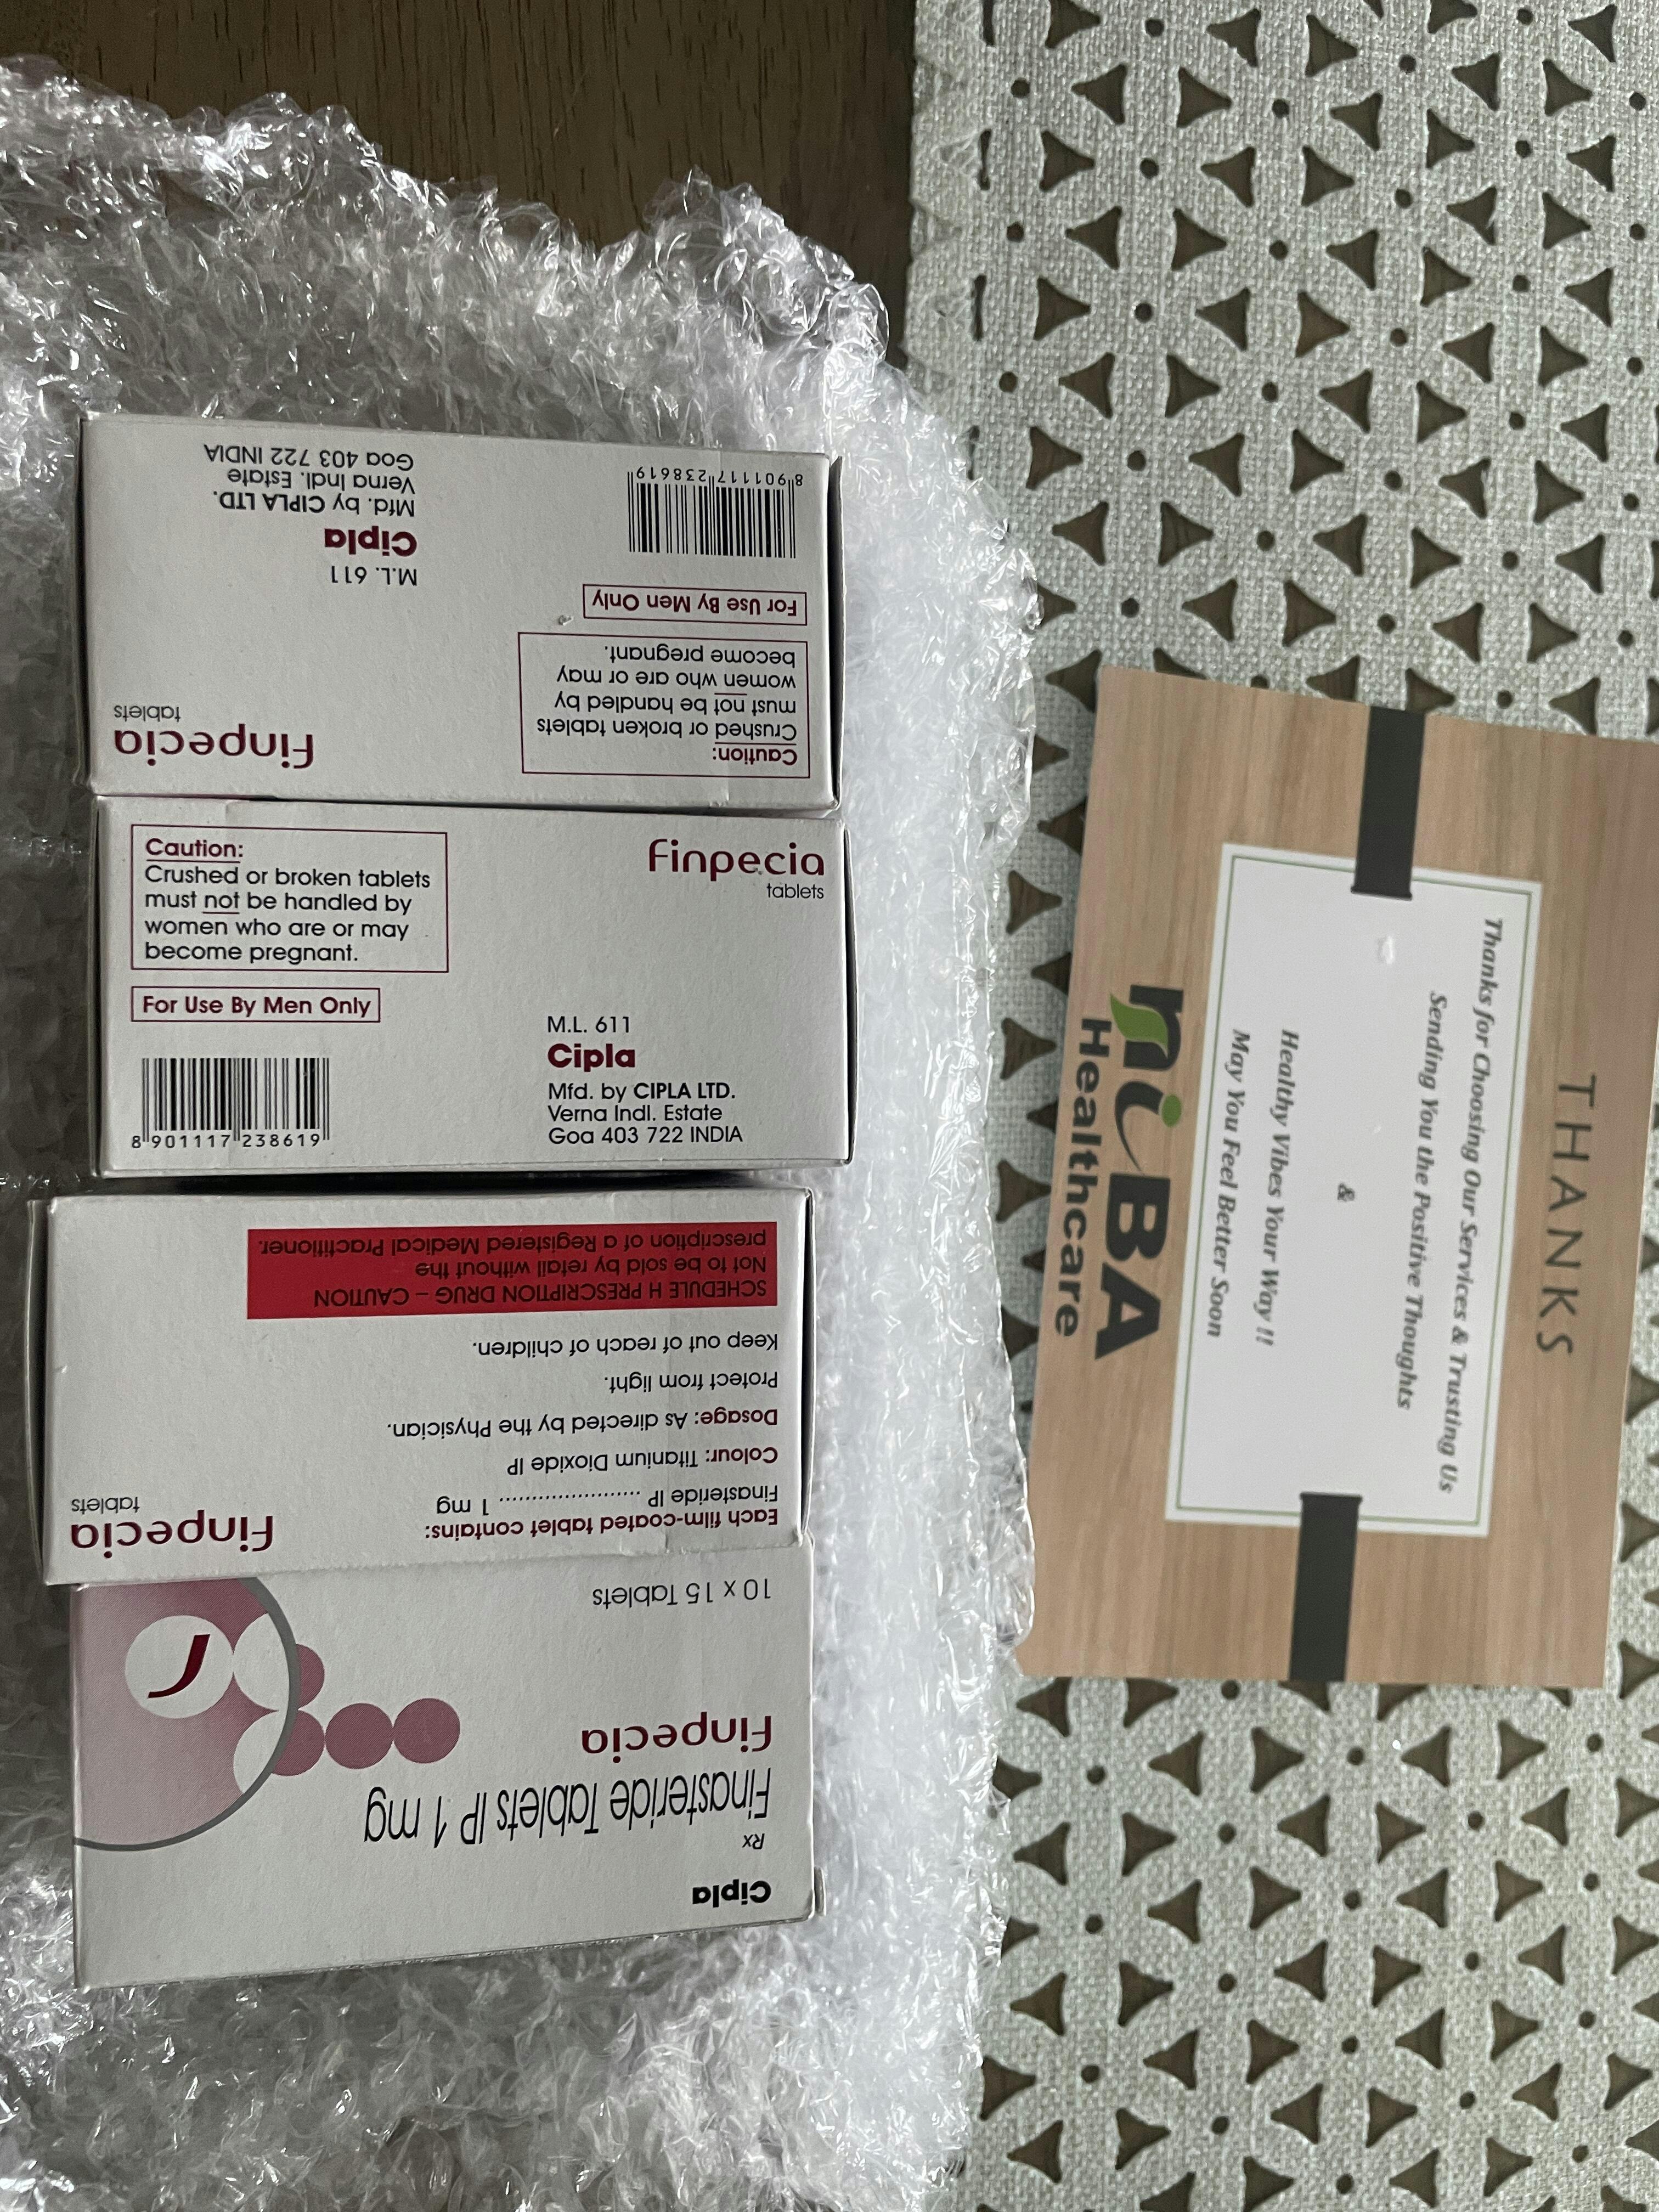 Finpecia
tablets
Caution:
Crushed or broken tablets
must not be handled by
women who are or may
become pregnant.
For Use By Men Only
8 901117 238619
M.L. 611
Cipla
Mfd. by CIPLA LTD.
Verna Indl. Estate
Goa 403 722 INDIA
Caution:
Crushed or broken tablets
must not be handled by
women who are or may
become pregnant.
For Use By Men Only
8 901117 238619
Finpecia
tablets
M.L. 611
Cipla
Mfd. by CIPLA LTD.
Verna Indl. Estate
Goa 403 722 INDIA
Finpecia
tablets
Each film-coated tablet contains:
Finasteride IP ........................ 1 mg
Colour: Titanium Dioxide IP
Dosage: As directed by the Physician.
Protect from light.
Keep out of reach of children.
SCHEDULE H PRESCRIPTION DRUG – CAUTION
Not to be sold by retail without the
prescription of a Registered Medical Practitioner.
Cipla
Rx
Finasteride Tablets IP 1 mg
Finpecia
10 x 15 Tablets
THANKS
Thanks for Choosing Our Services & Trusting Us
Sending You the Positive Thoughts
&
Healthy Vibes Your Way !!
May You Feel Better Soon
niBA
Healthcare